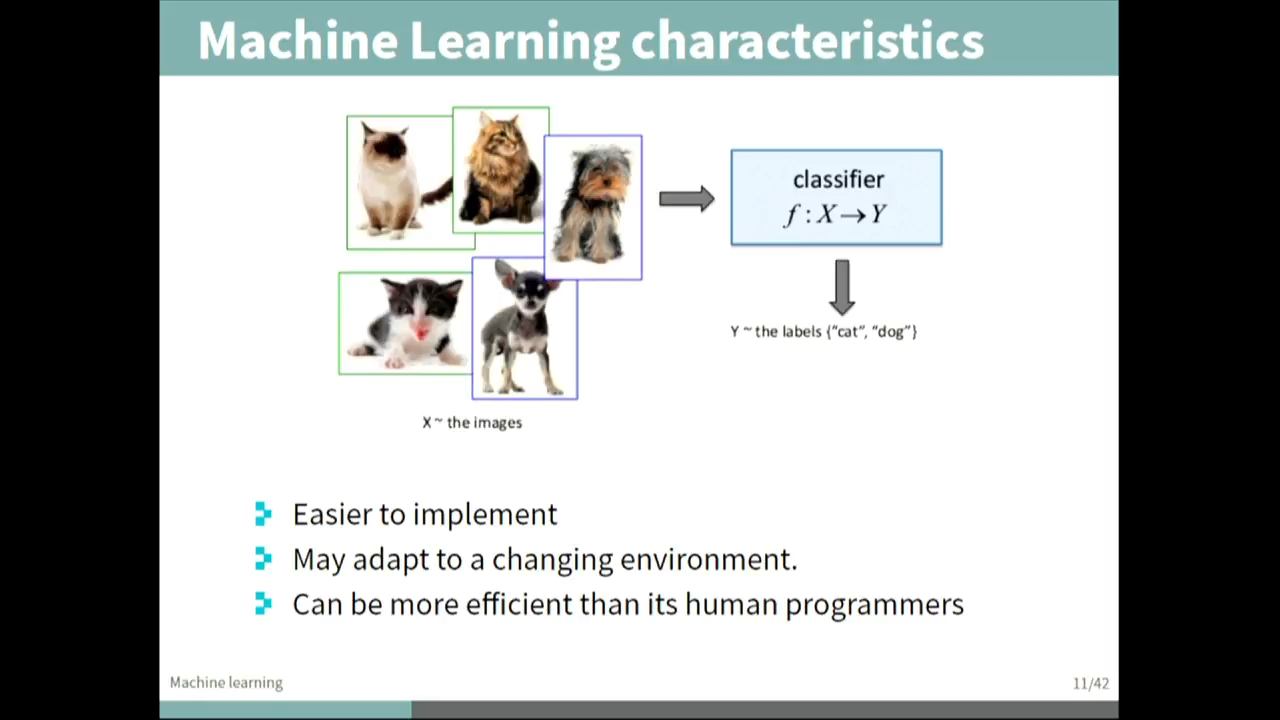 Machine Learning characteristics
classifier
f : X → Y
Y ~ the labels {“cat”, “dog”}
X ~ the images
Easier to implement
May adapt to a changing environment.
Can be more efficient than its human programmers
Machine learning
11/42